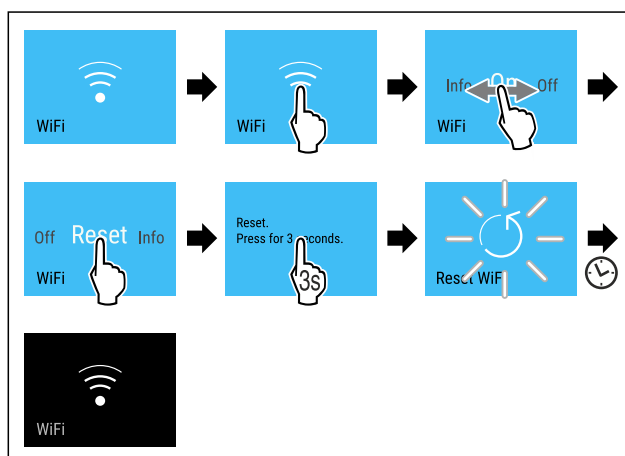 WiFi
WiFi
Info On Off
WiFi
Off Reset Info
WiFi
Reset.
Press for 3 seconds.
3s
Reset WiFi
WiFi